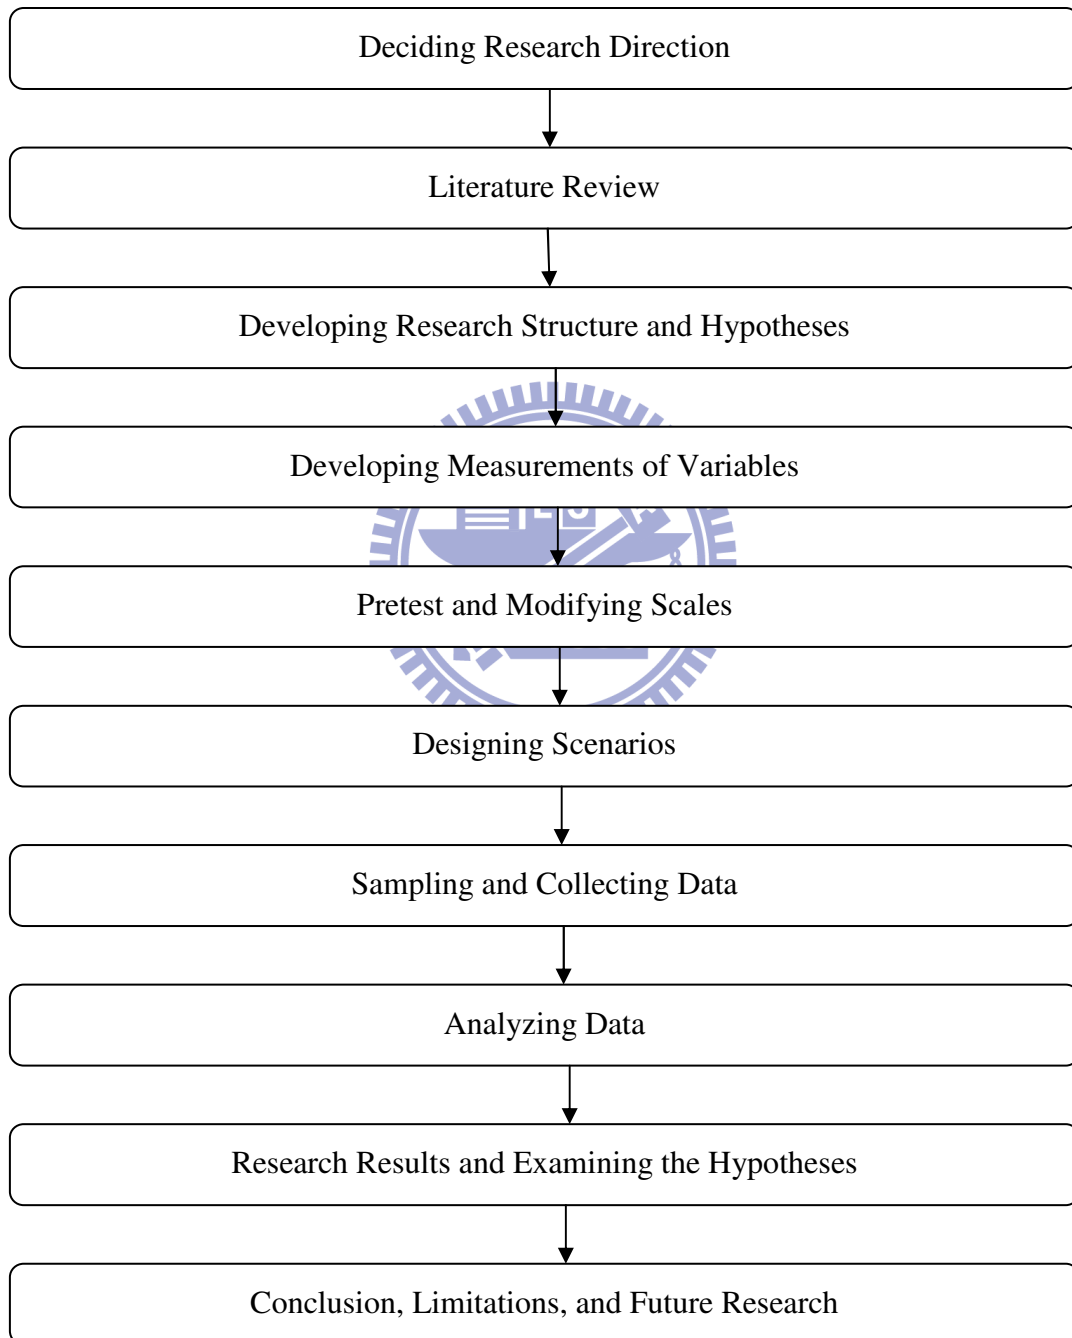 Deciding Research Direction
Literature Review
Developing Research Structure and Hypotheses
Developing Measurements of Variables
Pretest and Modifying Scales
Designing Scenarios
Sampling and Collecting Data
Analyzing Data
Research Results and Examining the Hypotheses
Conclusion, Limitations, and Future Research